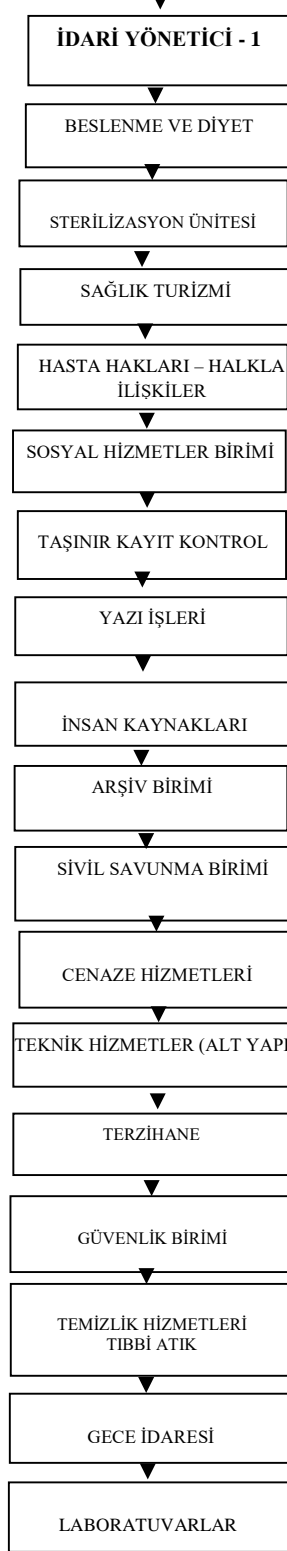 İDARİ YÖNETİCİ - 1
BESLENME VE DİYET
STERİLİZASYON ÜNİTESİ
SAĞLIK TURİZMİ
HASTA HAKLARI – HALKLA
İLİŞKİLER
SOSYAL HİZMETLER BİRİMİ
TAŞINIR KAYIT KONTROL
YAZI İŞLERİ
İNSAN KAYNAKLARI
ARŞİV BİRİMİ
SİVİL SAVUNMA BİRİMİ
CENAZE HİZMETLERİ
TEKNİK HİZMETLER (ALT YAPI
TERZİHANE
GÜVENLİK BİRİMİ
TEMİZLİK HİZMETLERİ
TIBBİ ATIK
GECE İDARESİ
LABORATUVARLAR